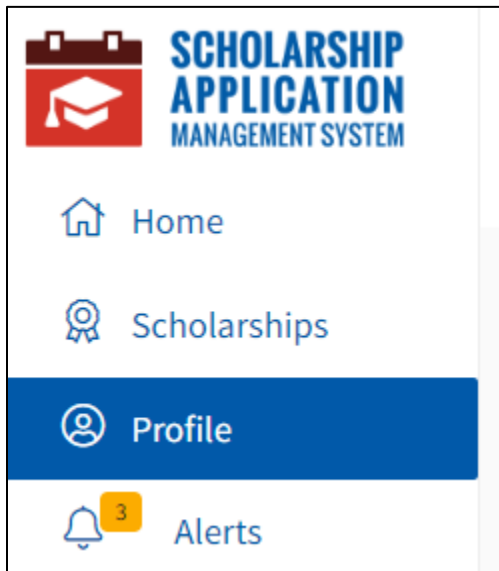 SCHOLARSHIP
APPLICATION
MANAGEMENT SYSTEM
Home
Scholarships
Profile
3
Alerts